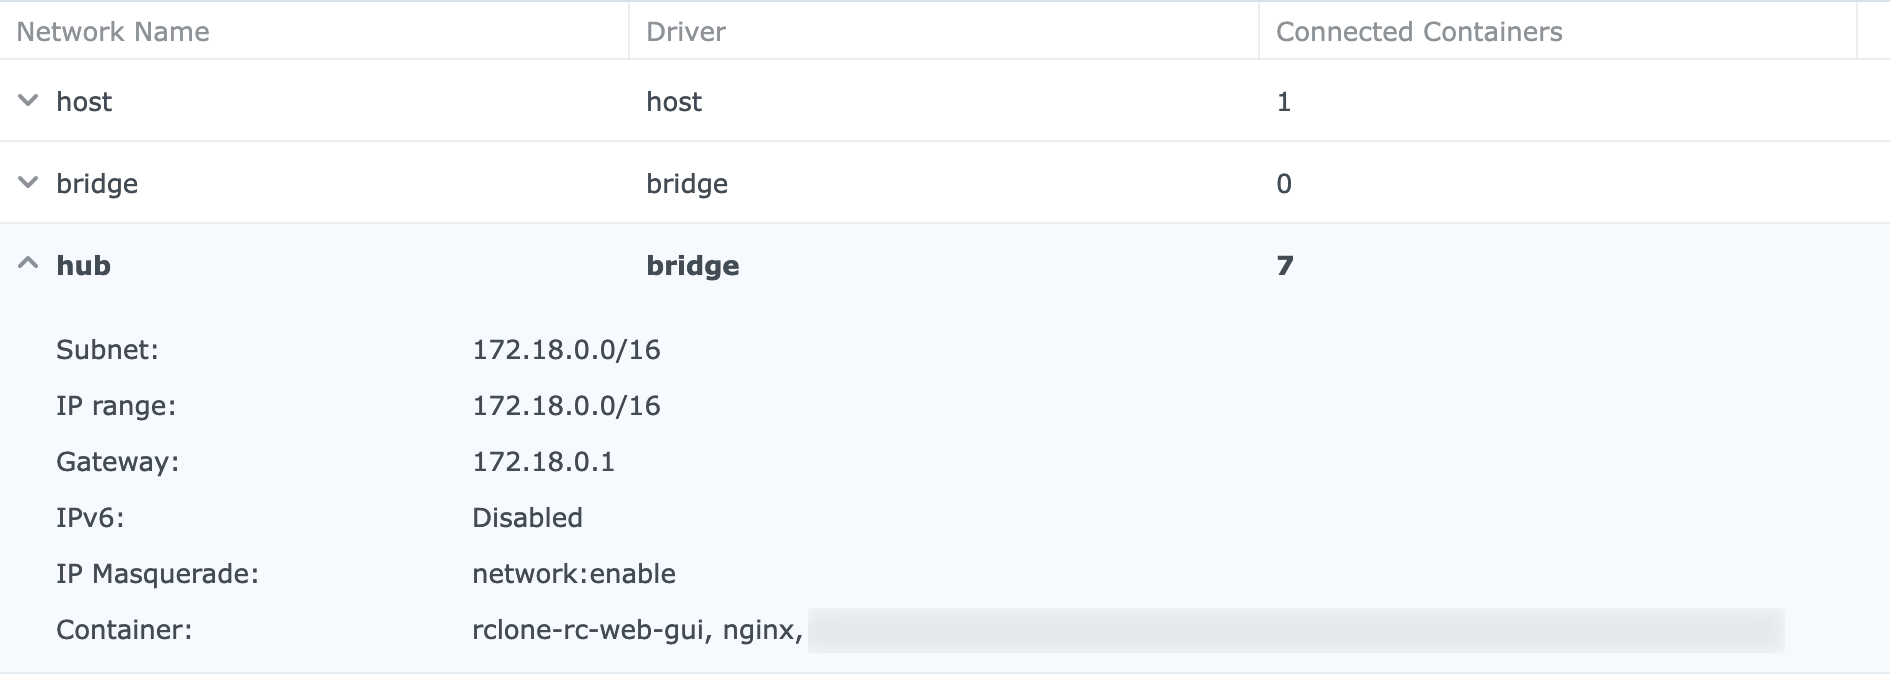 Network Name Driver Connected Containers
host host 1
bridge bridge 0
hub bridge 7
Subnet: 172.18.0.0/16
IP range: 172.18.0.0/16
Gateway: 172.18.0.1
IPv6: Disabled
IP Masquerade: network:enable
Container: rclone-rc-web-gui, nginx,